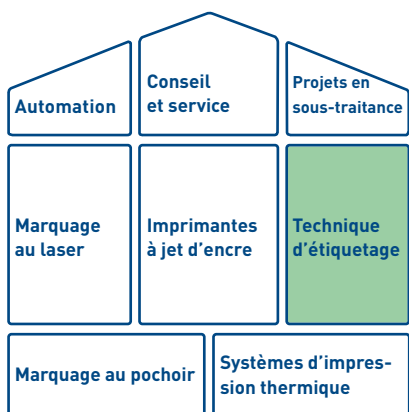 Automation
Conseil
et service
Projets en
sous-traitance
Marquage
au laser
Imprimantes
à jet d’encre
Technique
d’étiquetage
Marquage au pochoir
Systèmes d’impres-
sion thermique